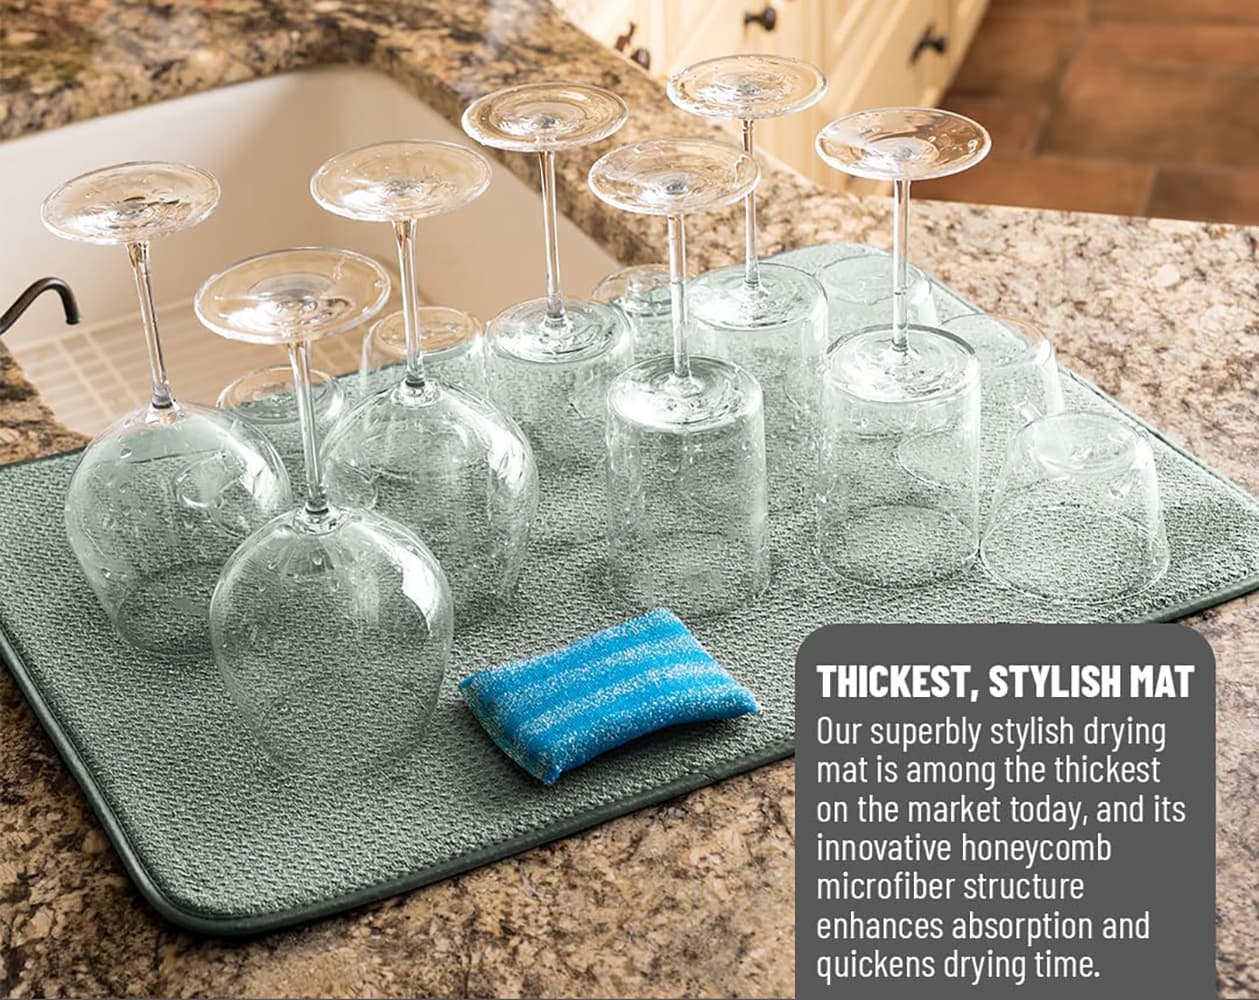 THICKEST, STYLISH MAT
Our superbly stylish drying
mat is among the thickest
on the market today, and its
innovative honeycomb
microfiber structure
enhances absorption and
quickens drying time.